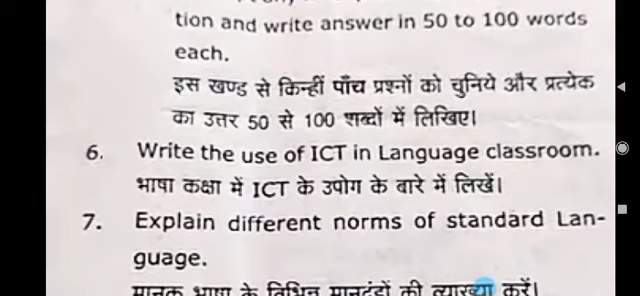 tion and write answer in 50 to 100 words
each.
इस खण्ड से किन्हीं पाँच प्रश्नों को चुनिये और प्रत्येक
का उत्तर 50 से 100 शब्दों में लिखिए।
6. Write the use of ICT in Language classroom.
भाषा कक्षा में ICT के उपोग के बारे में लिखें।
7. Explain different norms of standard Lan-
guage.
मानक भाषा के विभिन्न मानदंडों की व्याख्या करें।